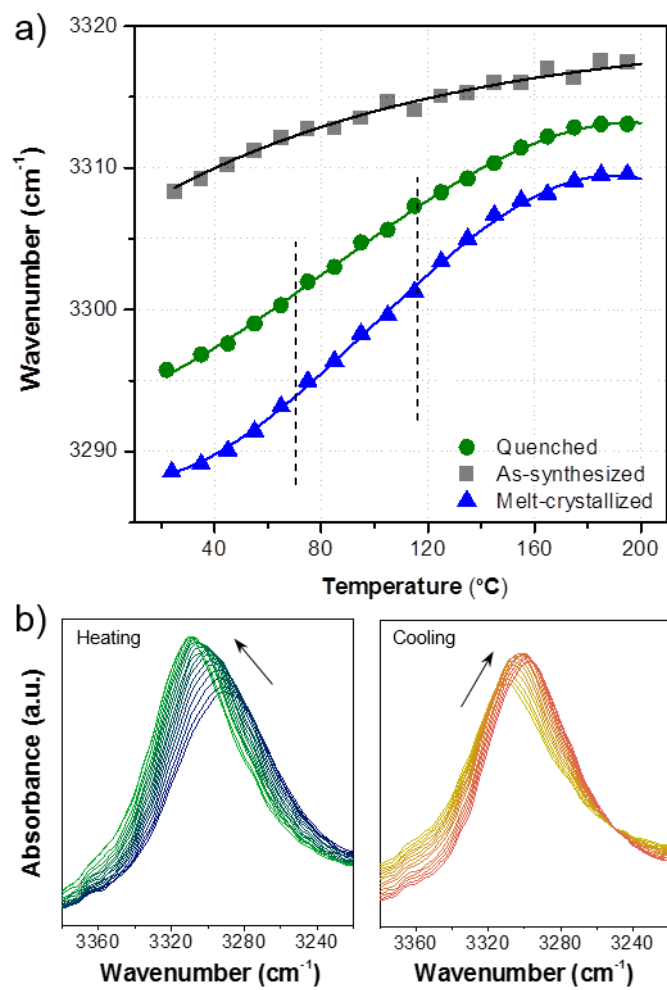 a)
3320
3310
3300
3290
Wavenumber (cm⁻¹)
Quenched
As-synthesized
Melt-crystallized
40 80 120 160 200
Temperature (°C)
b)
Heating
Cooling
Absorbance (a.u.)
3360 3320 3280 3240
3360 3320 3280 3240
Wavenumber (cm⁻¹)
Wavenumber (cm⁻¹)